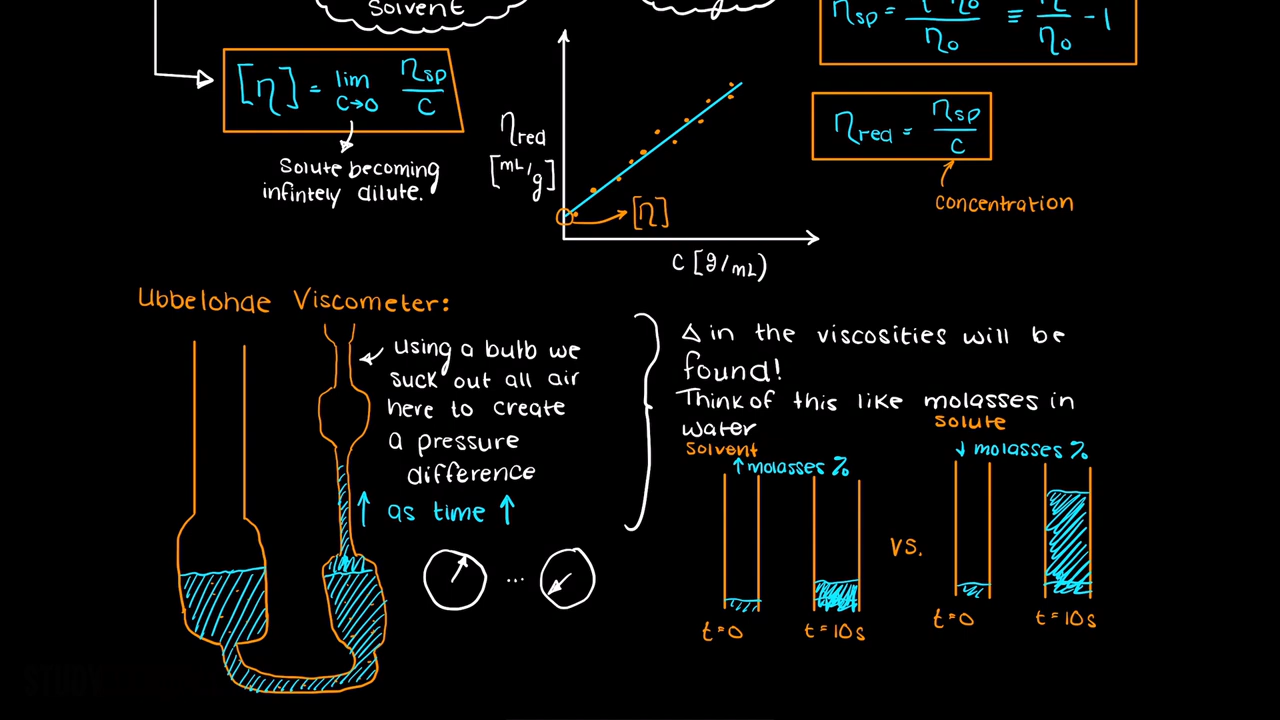 Solvent
[η] = lim C→0 ηsp/C
Solute becoming
infintely dilute.
ηred
[mL/g]
[η]
C [g/mL]
ηsp = η0 ≡ η0 - 1
ηred = ηsp/C
concentration
Ubbelohde Viscometer:
using a bulb we
suck out all air
here to create
a pressure
difference
↑ as time ↑
...
Δ in the viscosities will be
found!
Think of this like molasses in
water
Solvent
↑ molasses %
t=0
t=10s
VS.
Solute
↓ molasses %
t=0
t=10s